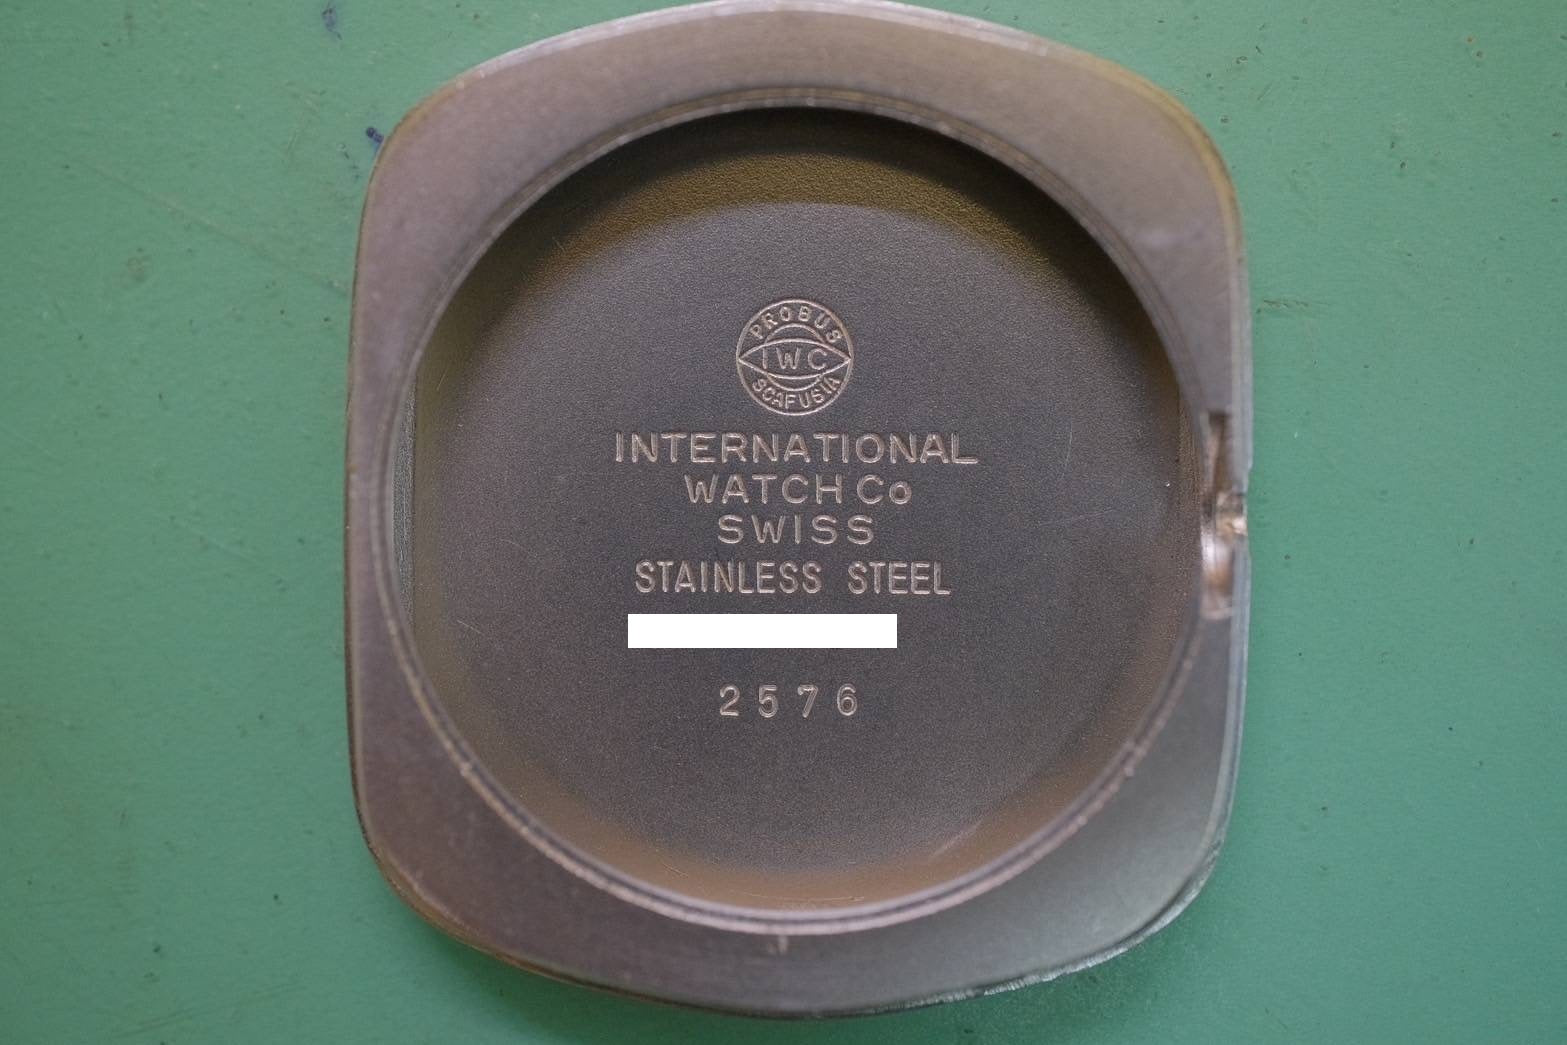 PROBUS
IWC
SCAFUSIA
INTERNATIONAL
WATCH Co
SWISS
STAINLESS STEEL
2576